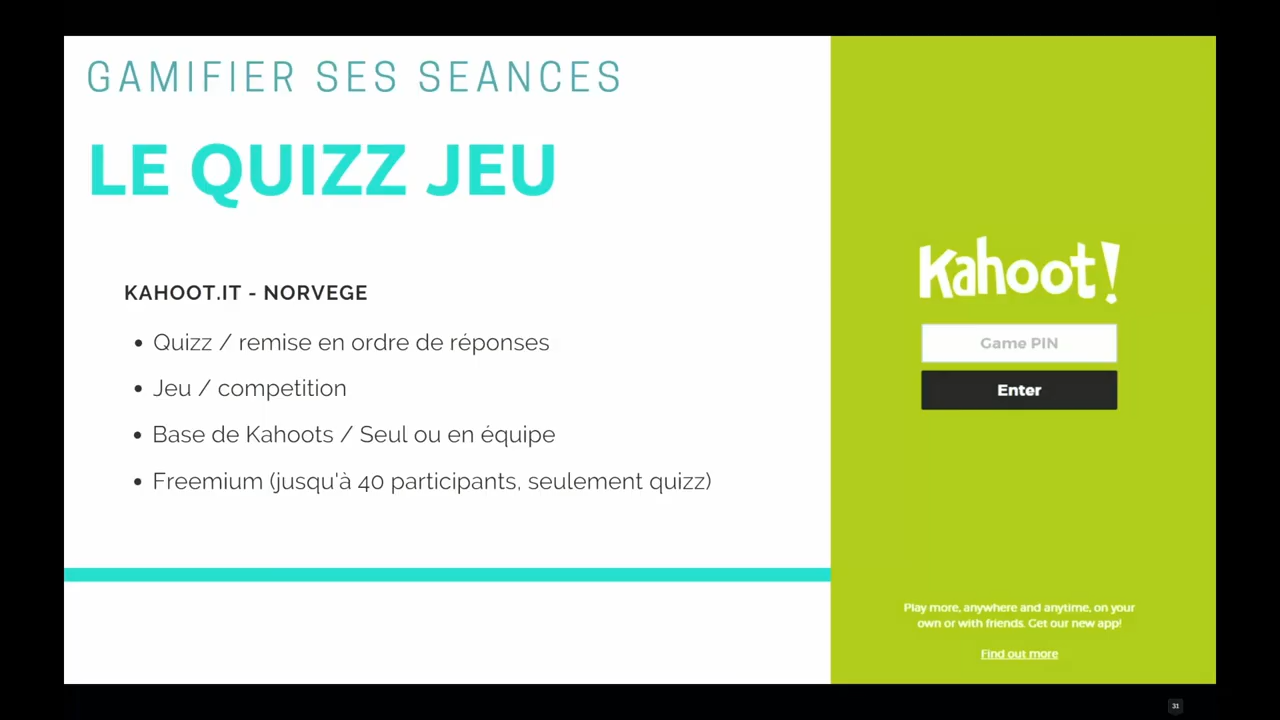 GAMIFIER SES SEANCES
LE QUIZZ JEU
KAHOOT.IT - NORVEGE
• Quizz / remise en ordre de réponses
• Jeu / competition
• Base de Kahoots / Seul ou en équipe
• Freemium (jusqu'à 40 participants, seulement quizz)
Kahoot!
Game PIN
Enter
Play more, anywhere and anytime, on your
own or with friends. Get our new app!
Find out more
31